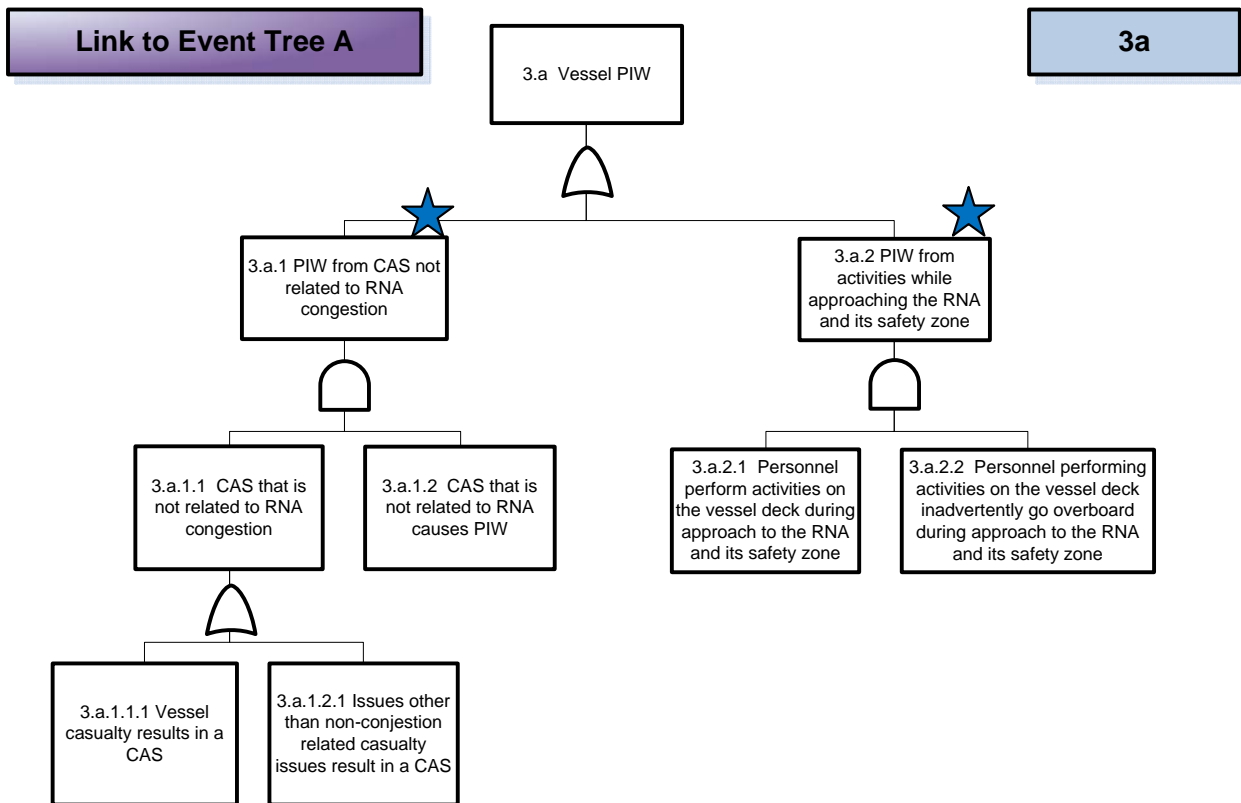 Link to Event Tree A
3a
3.a Vessel PIW
3.a.1 PIW from CAS not
related to RNA
congestion
3.a.2 PIW from
activities while
approaching the RNA
and its safety zone
3.a.1.1 CAS that is
not related to RNA
congestion
3.a.1.2 CAS that is
not related to RNA
causes PIW
3.a.2.1 Personnel
perform activities on
the vessel deck during
approach to the RNA
and its safety zone
3.a.2.2 Personnel performing
activities on the vessel deck
inadvertently go overboard
during approach to the RNA
and its safety zone
3.a.1.1.1 Vessel
casualty results in a
CAS
3.a.1.2.1 Issues other
than non-conjestion
related casualty
issues result in a CAS